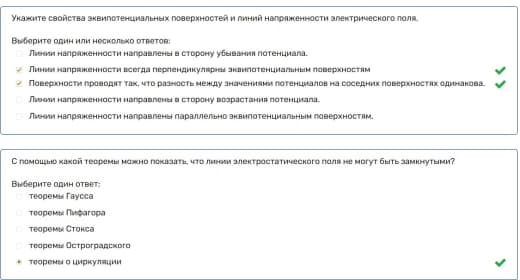 Укажите свойства эквипотенциальных поверхностей и линий напряженности электрического поля.
Выберите один или несколько ответов:
Линии напряженности направлены в сторону убывания потенциала.
Линии напряженности всегда перпендикулярны эквипотенциальным поверхностям
Поверхности проводят так, что разность между значениями потенциалов на соседних поверхностях одинакова.
Линии напряженности направлены в сторону возрастания потенциала.
Линии напряженности направлены параллельно эквипотенциальным поверхностям.
С помощью какой теоремы можно показать, что линии электростатического поля не могут быть замкнутыми?
Выберите один ответ:
теоремы Гаусса
теоремы Пифагора
теоремы Стокса
теоремы Остроградского
теоремы о циркуляции